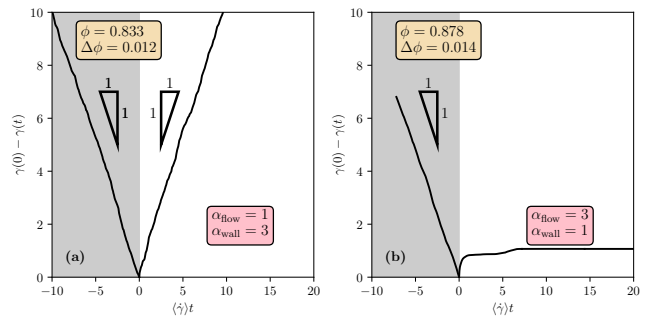 10
8
6
4
2
0
γ(0) − γ(t)
ϕ = 0.833
Δϕ = 0.012
1
1
1
1
α_flow = 1
α_wall = 3
(a)
−10 −5 0 5 10 15 20
⟨γ̇⟩t
10
8
6
4
2
0
γ(0) − γ(t)
ϕ = 0.878
Δϕ = 0.014
1
1
α_flow = 3
α_wall = 1
(b)
−10 −5 0 5 10 15 20
⟨γ̇⟩t